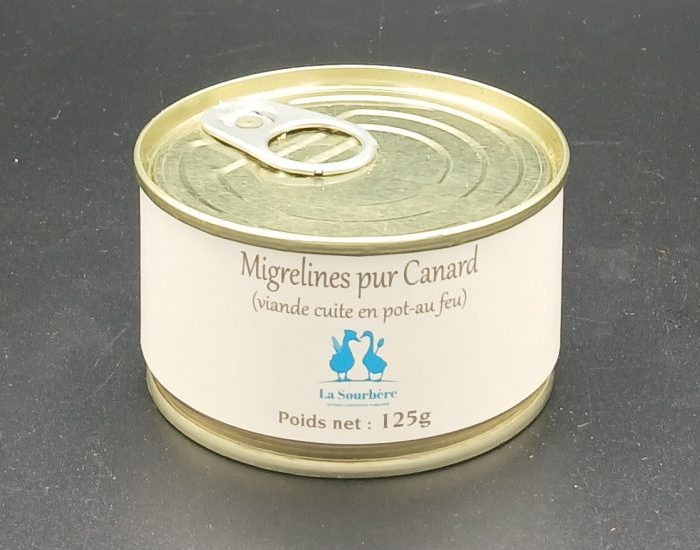 Migrelines pur Canard
(viande cuite en pot-au feu)
La Sourbère
Poids net : 125g